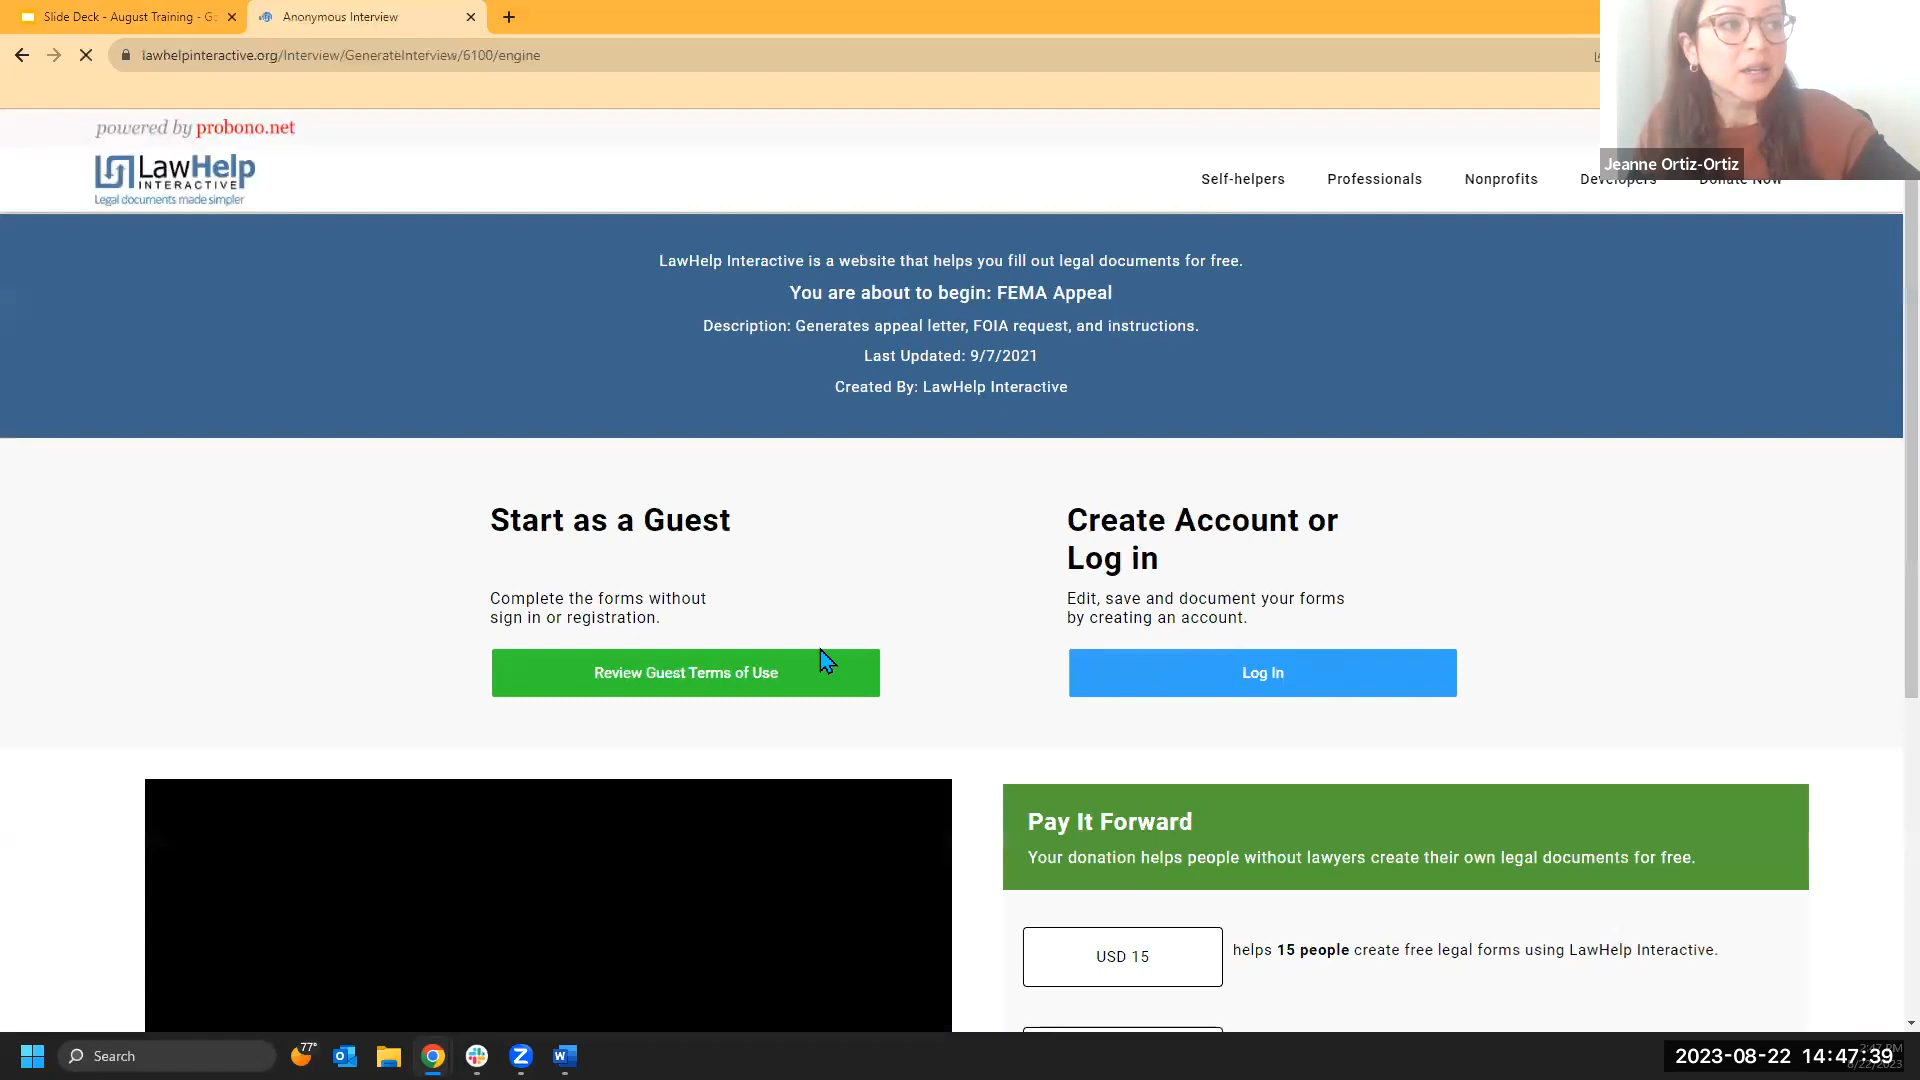 Slide Deck - August Training - G
Anonymous Interview
lawhelpinteractive.org/Interview/GenerateInterview/6100/engine
powered by probono.net
LawHelp
INTERACTIVE
Legal documents made simpler
Self-helpers
Professionals
Nonprofits
Developers
Donate Now
Jeanne Ortiz-Ortiz
LawHelp Interactive is a website that helps you fill out legal documents for free.
You are about to begin: FEMA Appeal
Description: Generates appeal letter, FOIA request, and instructions.
Last Updated: 9/7/2021
Created By: LawHelp Interactive
Start as a Guest
Complete the forms without
sign in or registration.
Review Guest Terms of Use
Create Account or
Log in
Edit, save and document your forms
by creating an account.
Log In
Pay It Forward
Your donation helps people without lawyers create their own legal documents for free.
USD 15
helps 15 people create free legal forms using LawHelp Interactive.
Search
77°
2023-08-22 14:47:39